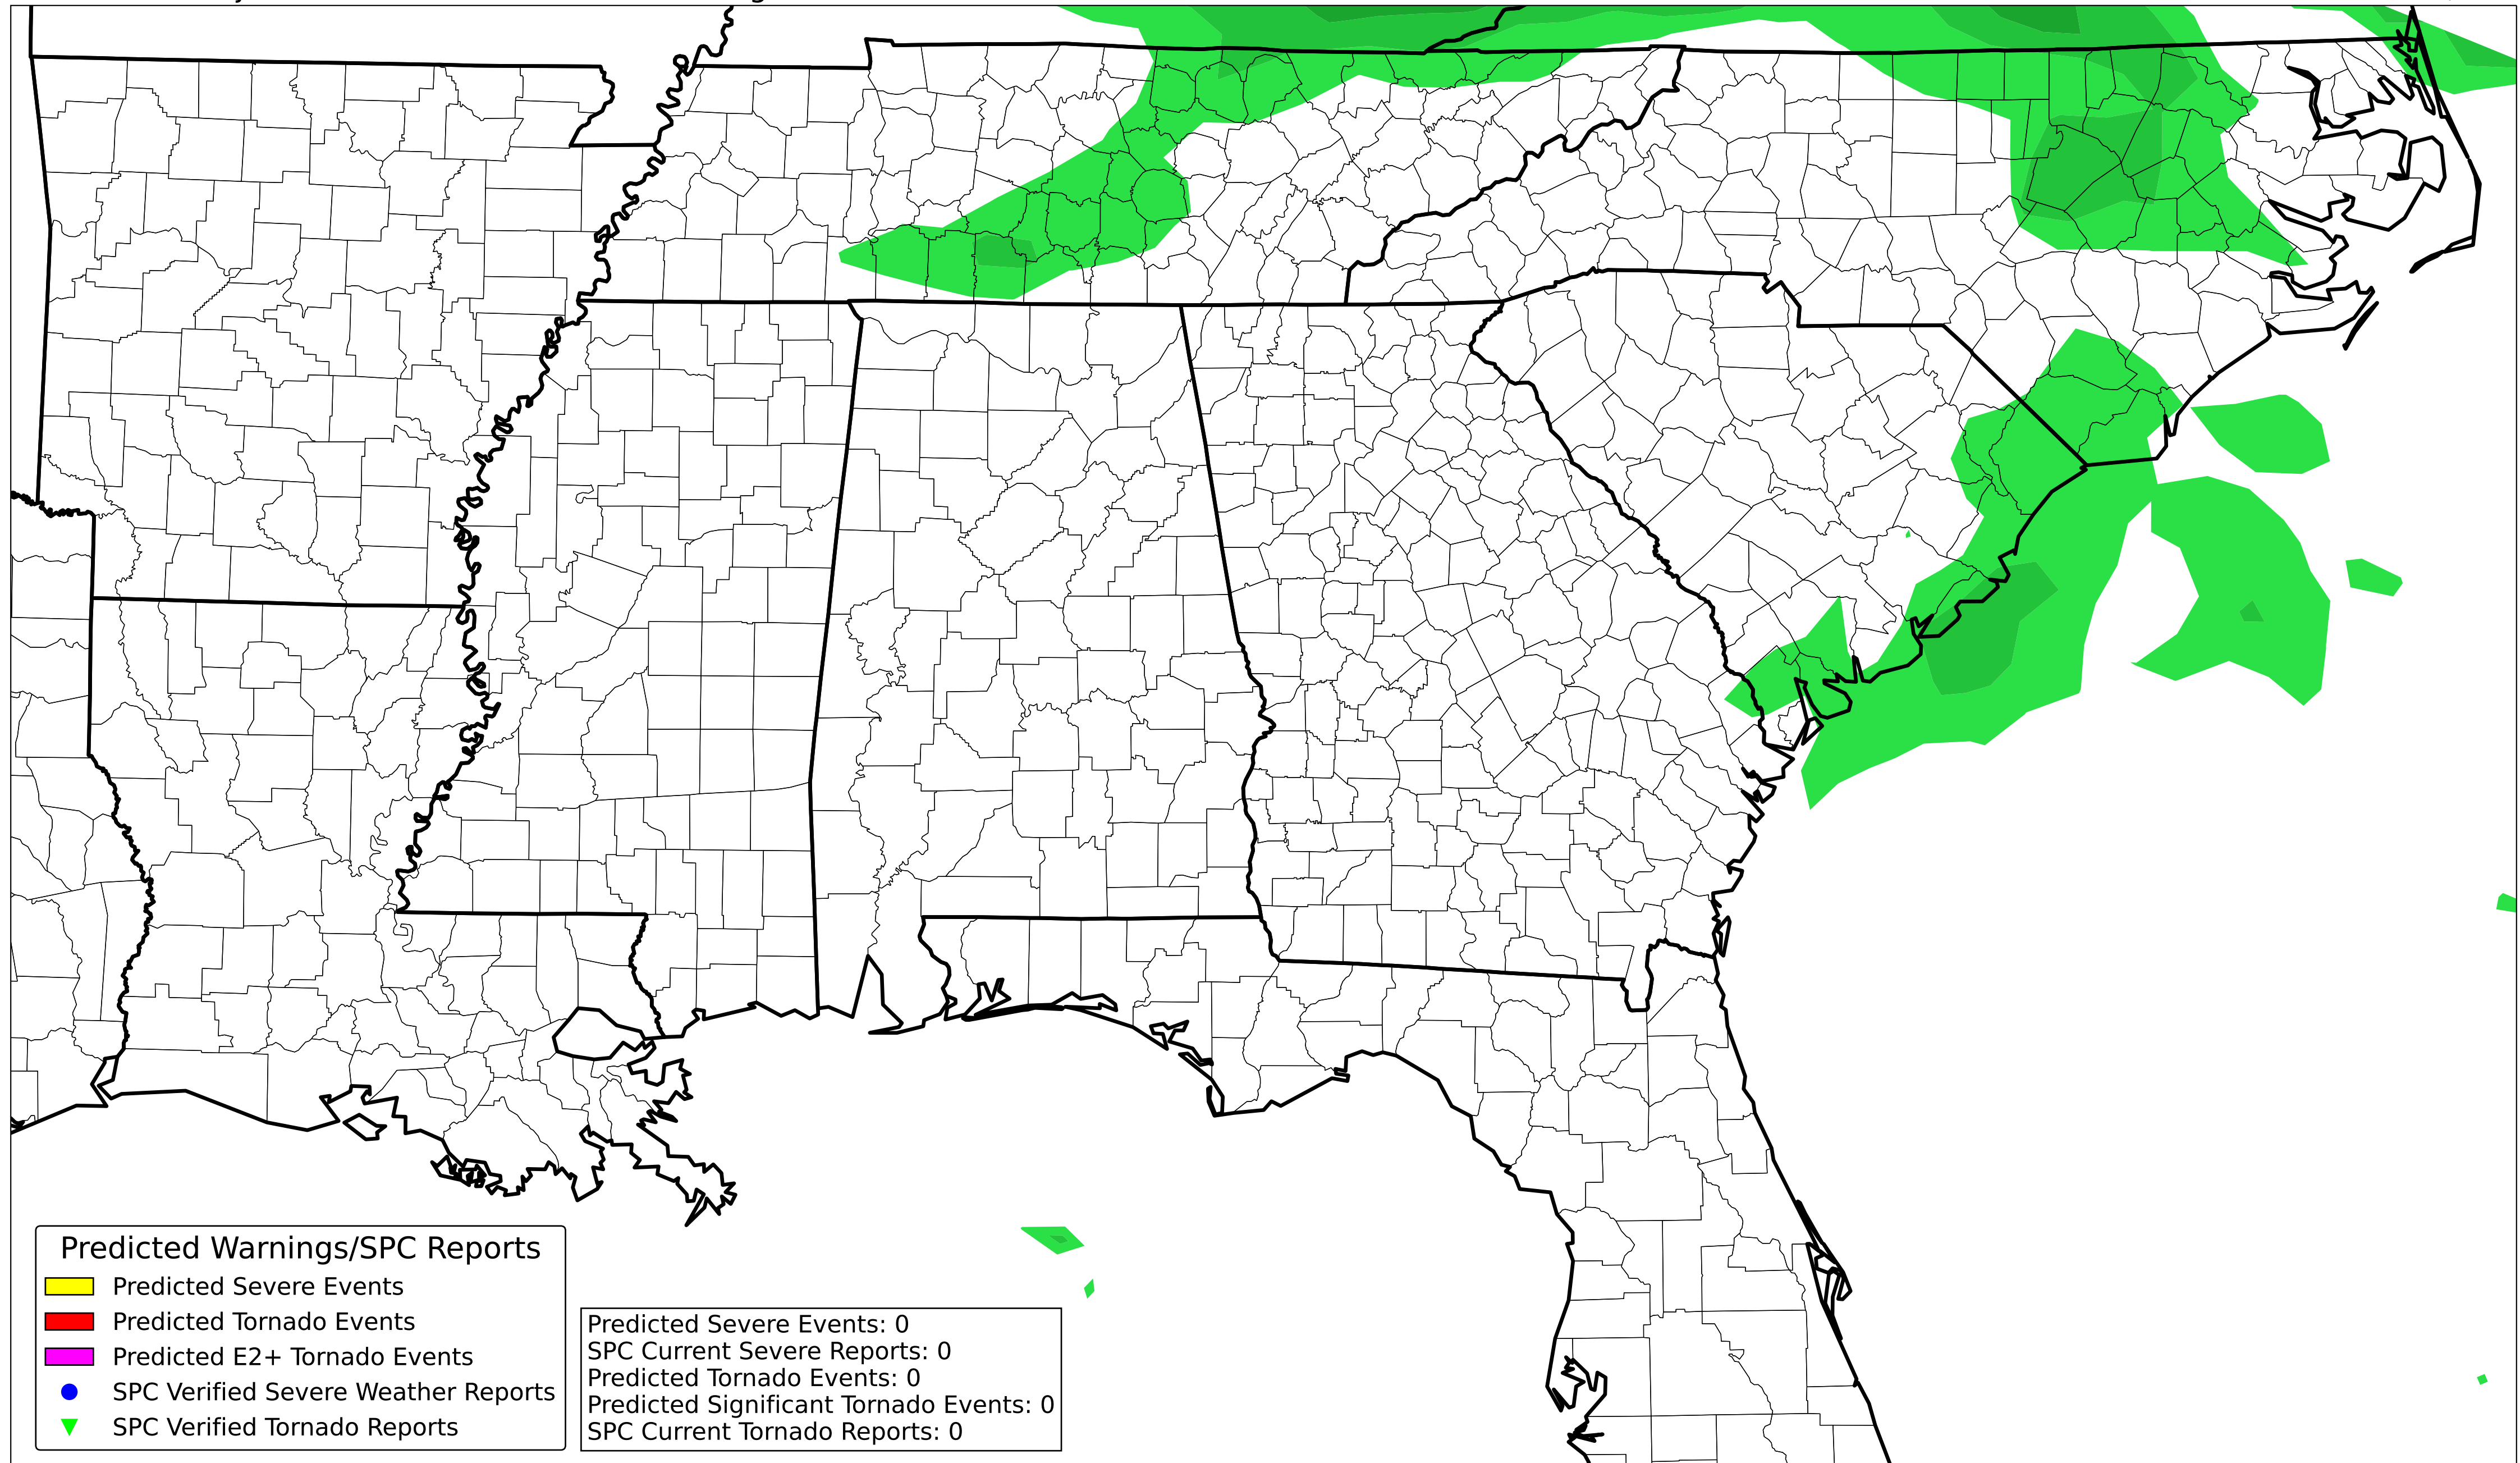 Predicted Warnings/SPC Reports
Predicted Severe Events
Predicted Tornado Events
Predicted E2+ Tornado Events
SPC Verified Severe Weather Reports
SPC Verified Tornado Reports
Predicted Severe Events: 0
SPC Current Severe Reports: 0
Predicted Tornado Events: 0
Predicted Significant Tornado Events: 0
SPC Current Tornado Reports: 0